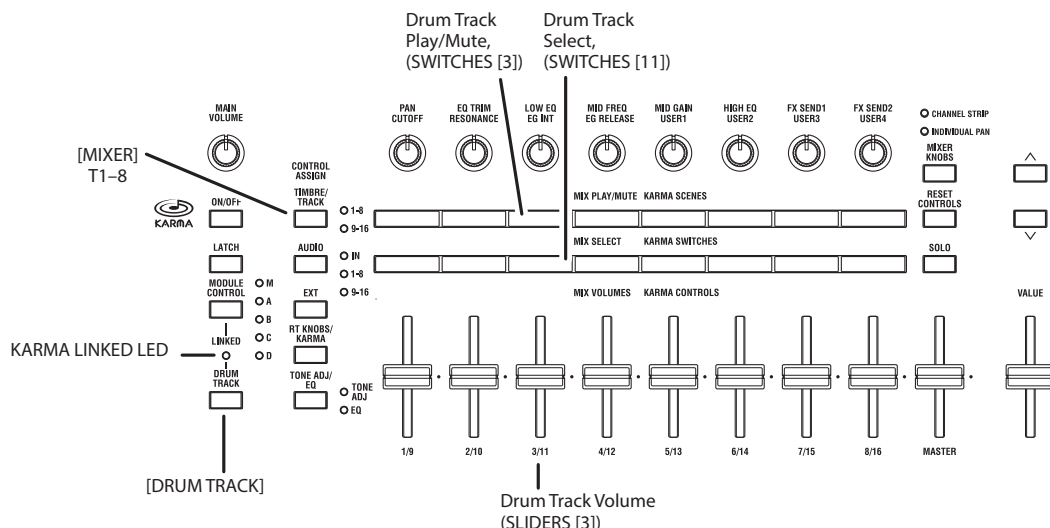 Drum Track
Play/Mute,
(SWITCHES [3])
Drum Track
Select,
(SWITCHES [11])
MAIN
VOLUME
PAN
CUTOFF
EQ TRIM
RESONANCE
LOW EQ
EG INT
MID FREQ
EG RELEASE
MID GAIN
USER1
HIGH EQ
USER2
FX SEND1
USER3
FX SEND2
USER4
CHANNEL STRIP
INDIVIDUAL PAN
MIXER
KNOBS
[MIXER]
T1–8
CONTROL
ASSIGN
TIMBRE/
TRACK
1-8
9-16
MIX PLAY/MUTE KARMA SCENES
RESET
CONTROLS
KARMA
ON/OFF
LATCH
AUDIO
IN
1-8
9-16
MIX SELECT KARMA SWITCHES
SOLO
MODULE
CONTROL
M
A
B
C
D
EXT
MIX VOLUMES KARMA CONTROLS
VALUE
RT KNOBS/
KARMA
KARMA LINKED LED
LINKED
DRUM
TRACK
TONE ADJ/
EQ
TONE
ADJ
EQ
1/9
2/10
3/11
4/12
5/13
6/14
7/15
8/16
MASTER
[DRUM TRACK]
Drum Track Volume
(SLIDERS [3])